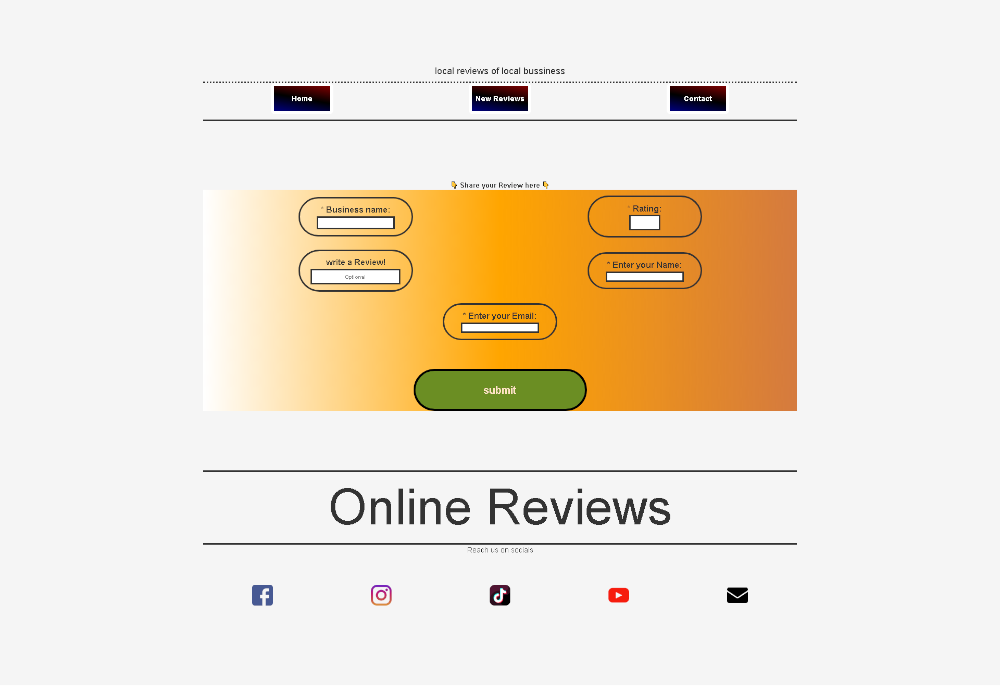 local reviews of local bussiness
Home
New Reviews
Contact
👇 Share your Review here 👇
* Business name:
* Rating:
write a Review!
Optional
* Enter your Name:
* Enter your Email:
submit
Online Reviews
Reach us on socials